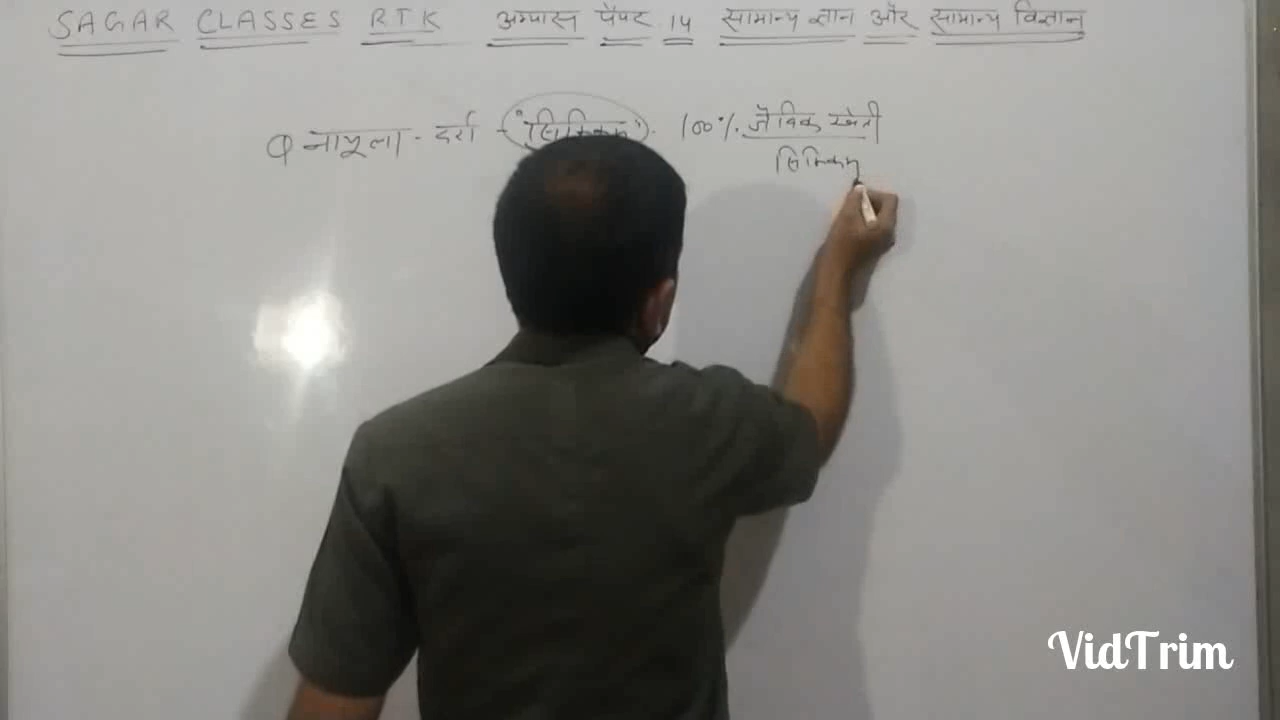 SAGAR CLASSES RTK अभ्यास पेपर 14 सामान्य ज्ञान और सामान्य विज्ञान
Q नाथूला - दर्रा - "सिक्किम". 100% जैविक खेती
सिक्किम
VidTrim